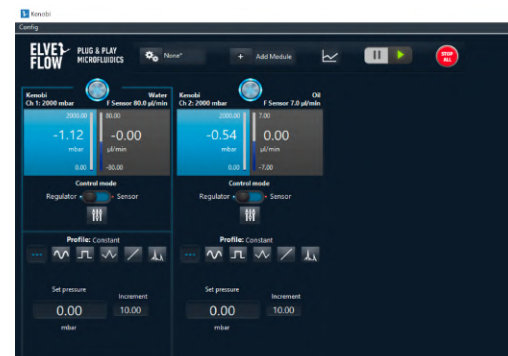 Kenobi
Config
ELVEFLOW PLUG & PLAY MICROFLUIDICS
None*
+ Add Module
STOP ALL
Kenobi Water
Ch 1: 2000 mbar F Sensor 80.0 µl/min
2000.00 80.00
-1.12 -0.00
mbar µl/min
0.00 -80.00
Control mode
Regulator Sensor
Profile: Constant
Set pressure
Increment
0.00 10.00
mbar
Kenobi Oil
Ch 2: 2000 mbar F Sensor 7.0 µl/min
2000.00 7.00
-0.54 0.00
mbar µl/min
0.00 -7.00
Control mode
Regulator Sensor
Profile: Constant
Set pressure
Increment
0.00 10.00
mbar